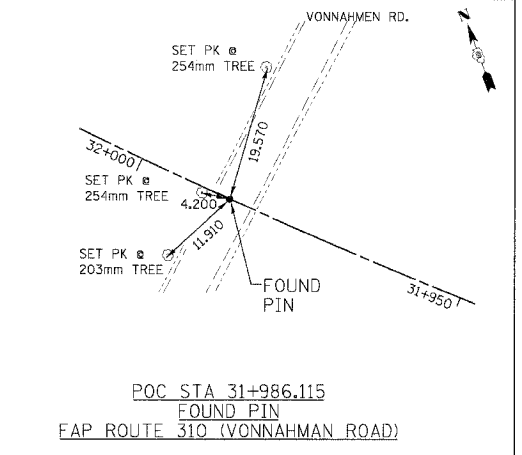 VONNAHMEN RD.
N
SET PK @
254mm TREE
19.570
32+000
SET PK @
254mm TREE
4.200
11.910
SET PK @
203mm TREE
FOUND
PIN
31+950
POC STA 31+986.115
FOUND PIN
FAP ROUTE 310 (VONNAHMAN ROAD)